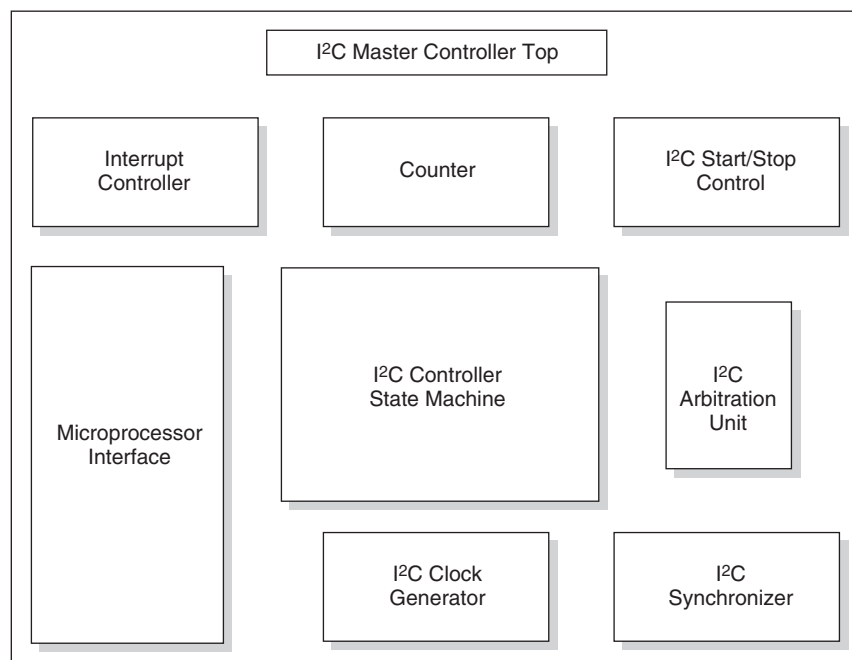 I²C Master Controller Top
Interrupt
Controller
Counter
I²C Start/Stop
Control
Microprocessor
Interface
I²C Controller
State Machine
I²C
Arbitration
Unit
I²C Clock
Generator
I²C
Synchronizer